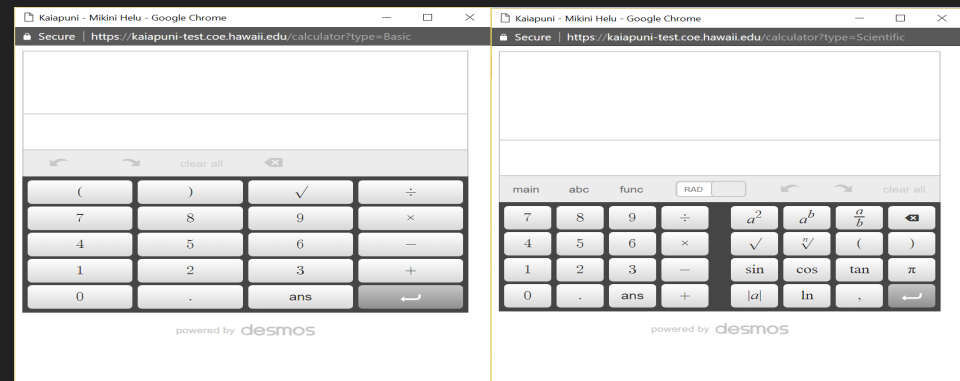 Kaiapuni - Mikini Helu - Google Chrome
Secure | https://kaiapuni-test.coe.hawaii.edu/calculator?type=Basic
clear all
( ) √ ÷
7 8 9 ×
4 5 6 −
1 2 3 +
0 . ans
powered by desmos
Kaiapuni - Mikini Helu - Google Chrome
Secure | https://kaiapuni-test.coe.hawaii.edu/calculator?type=Scientific
main abc func RAD clear all
7 8 9 ÷ a² aᵇ a/b
4 5 6 × √ ⁿ√ ( )
1 2 3 − sin cos tan π
0 . ans + |a| ln ,
powered by desmos